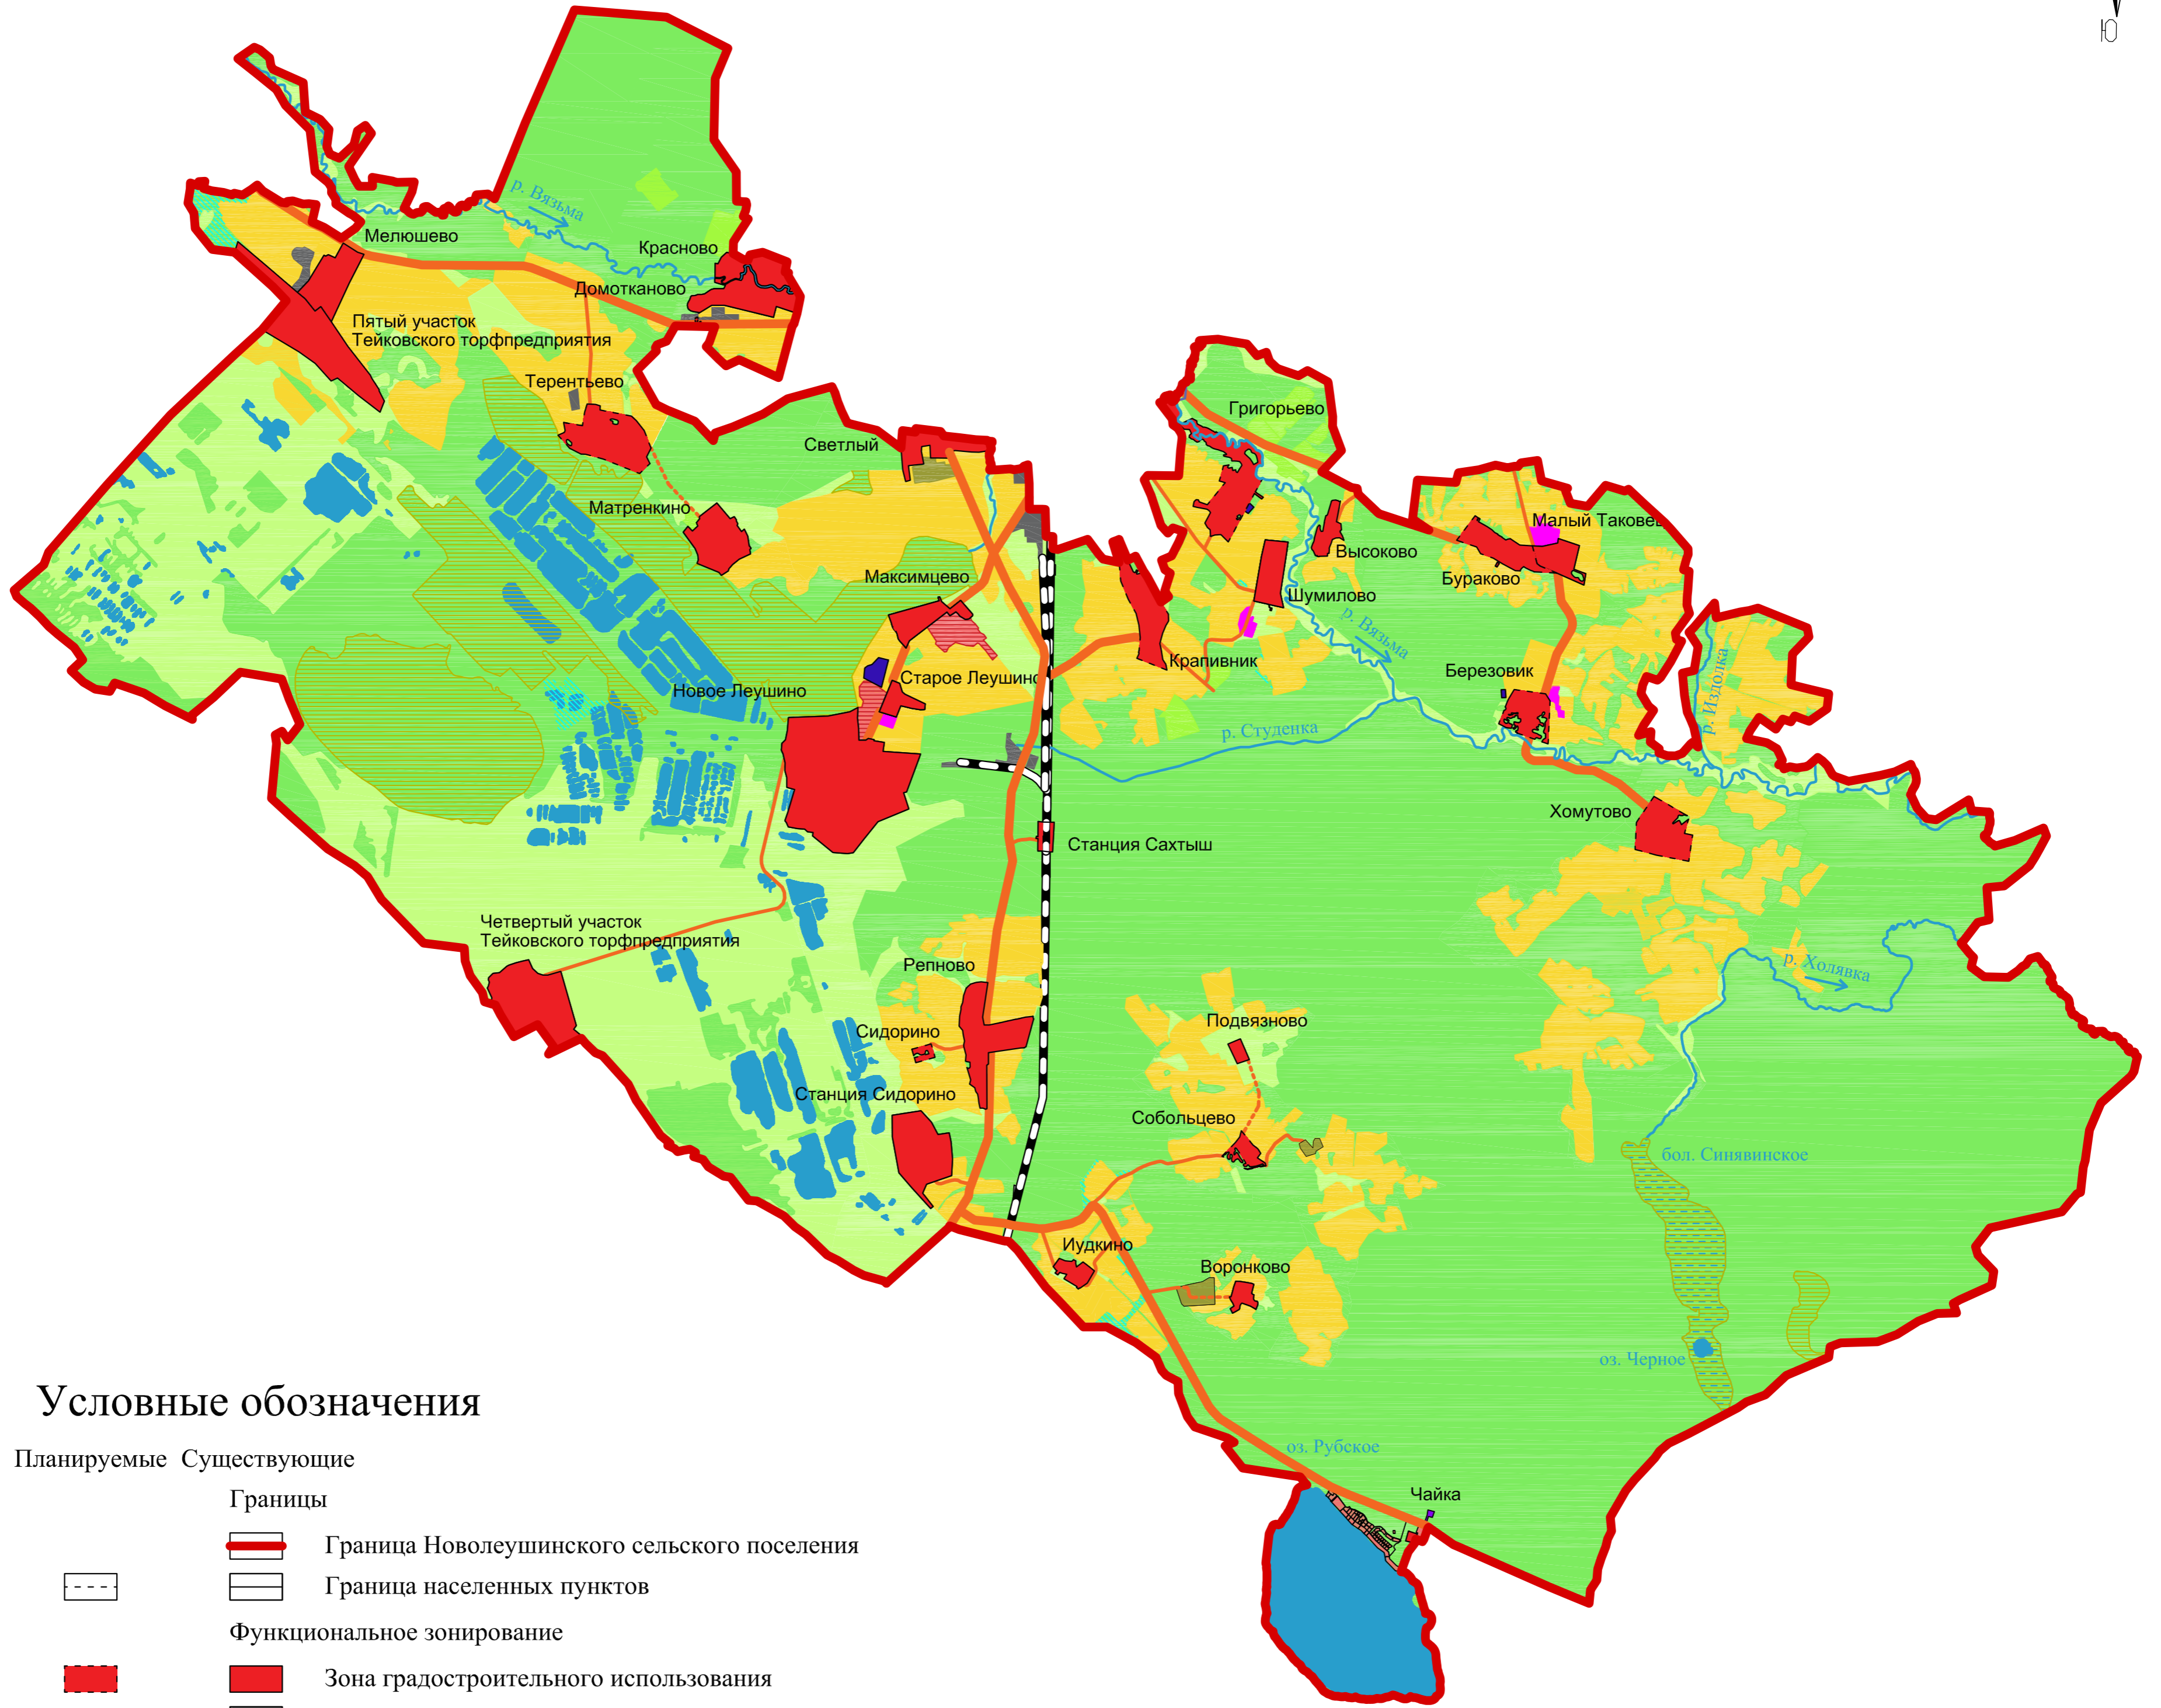 Ю
р. Вязьма
Мелюшево
Красново
Домотканово
Пятый участок
Тейковского торфпредприятия
Терентьево
Григорьево
Светлый
Матренкино
Малый Таковец
Высоково
Максимцево
Бураково
Шумилово
р. Вязьма
Крапивник
Березовик
р. Издолка
Старое Леушино
Новое Леушино
р. Студенка
Хомутово
Станция Сахтыш
Четвертый участок
Тейковского торфпредприятия
Репново
р. Холявка
Подвязново
Сидорино
Станция Сидорино
Собольцево
бол. Синявинское
Иудкино
Воронково
оз. Черное
оз. Рубское
Чайка
Условные обозначения
Планируемые Существующие
Границы
Граница Новолеушинского сельского поселения
Граница населенных пунктов
Функциональное зонирование
Зона градостроительного использования